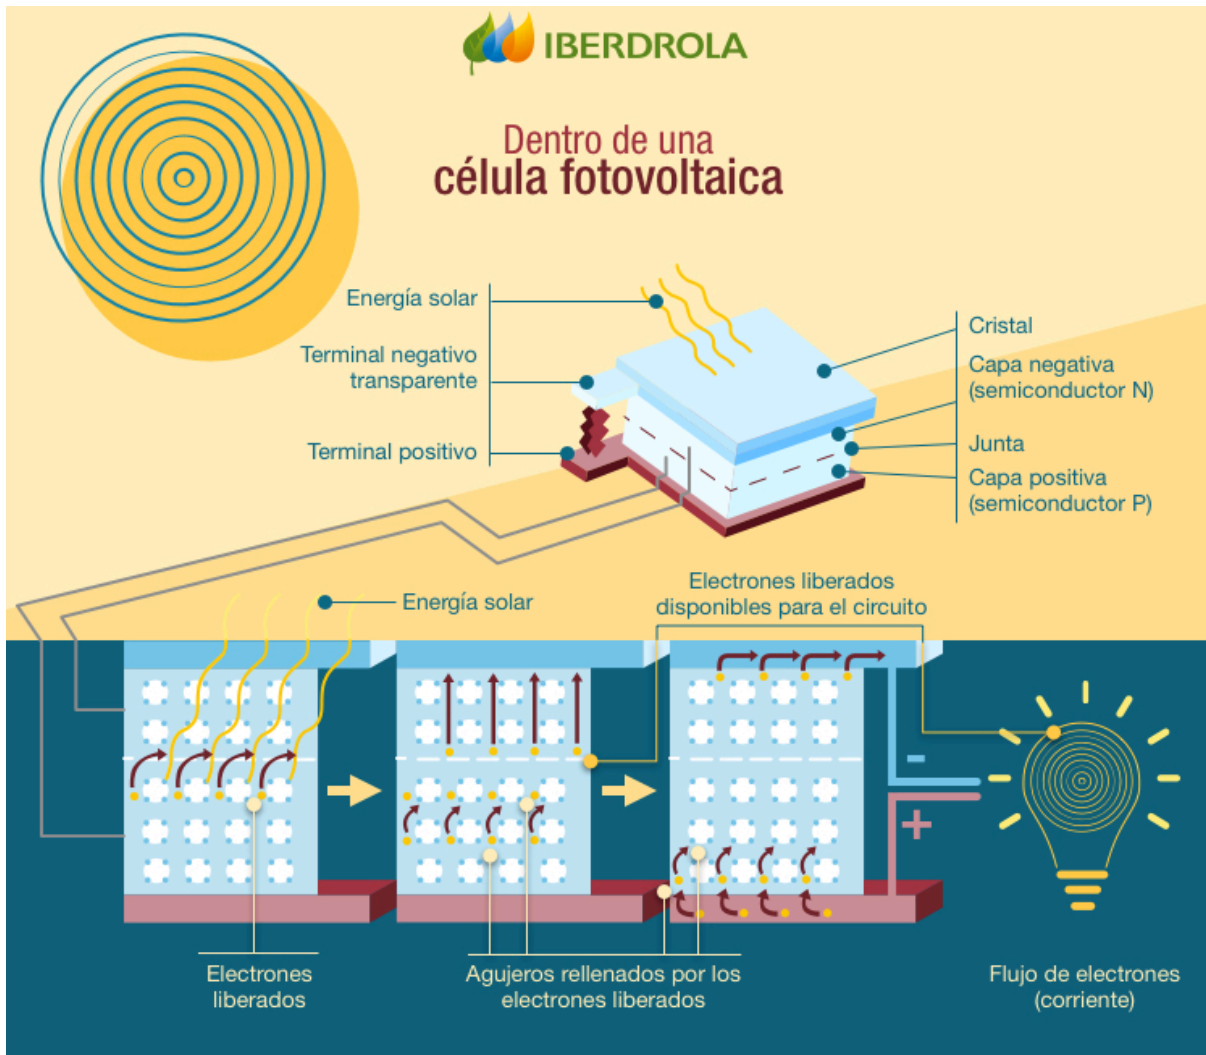 IBERDROLA
Dentro de una
célula fotovoltaica
Energía solar
Terminal negativo
transparente
Terminal positivo
Cristal
Capa negativa
(semiconductor N)
Junta
Capa positiva
(semiconductor P)
Energía solar
Electrones liberados
disponibles para el circuito
-
+
Electrones
liberados
Agujeros rellenados por los
electrones liberados
Flujo de electrones
(corriente)